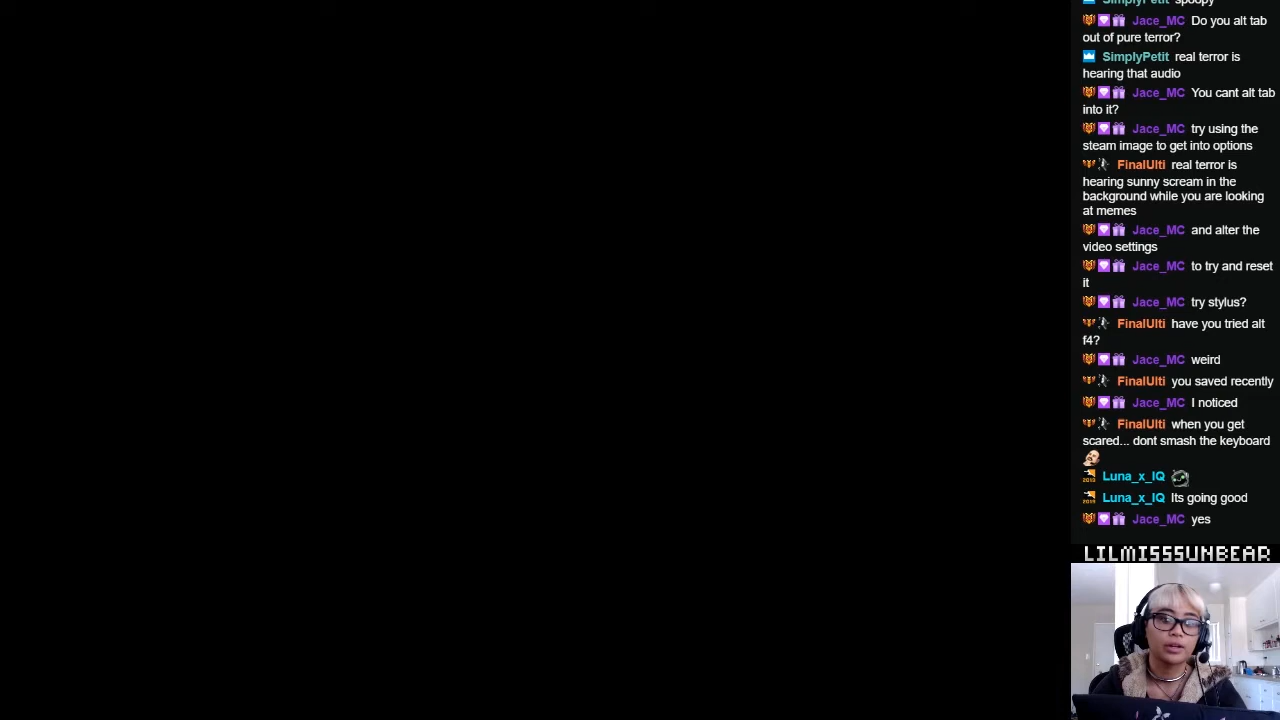 SimplyPetit spoopy
Jace_MC Do you alt tab
out of pure terror?
SimplyPetit real terror is
hearing that audio
Jace_MC You cant alt tab
into it?
Jace_MC try using the
steam image to get into options
FinalUlti real terror is
hearing sunny scream in the
background while you are looking
at memes
Jace_MC and alter the
video settings
Jace_MC to try and reset
it
Jace_MC try stylus?
FinalUlti have you tried alt
f4?
Jace_MC weird
FinalUlti you saved recently
Jace_MC I noticed
FinalUlti when you get
scared... dont smash the keyboard
Luna_x_IQ
Luna_x_IQ Its going good
Jace_MC yes
LILMISSSUNBEAR